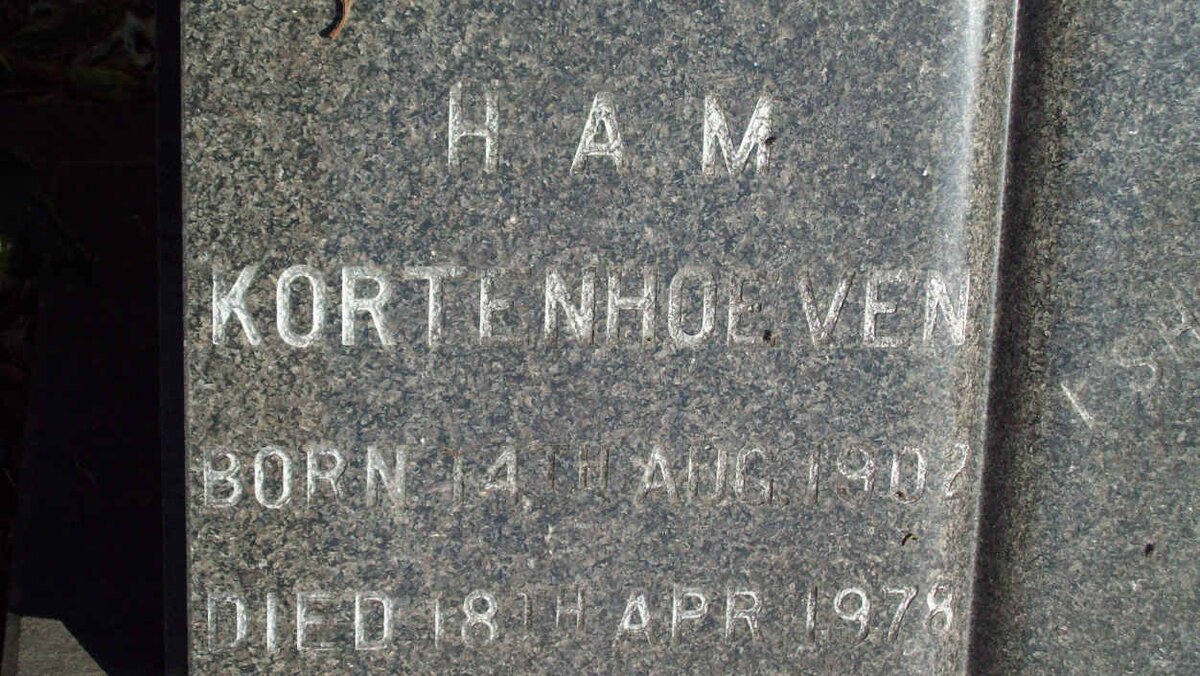 H A M
KORTENHOEVEN
BORN 14TH AUG 1902
DIED 18TH APR 1978